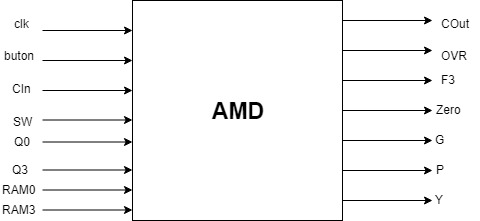 clk
buton
CIn
SW
Q0
Q3
RAM0
RAM3
AMD
COut
OVR
F3
Zero
G
P
Y